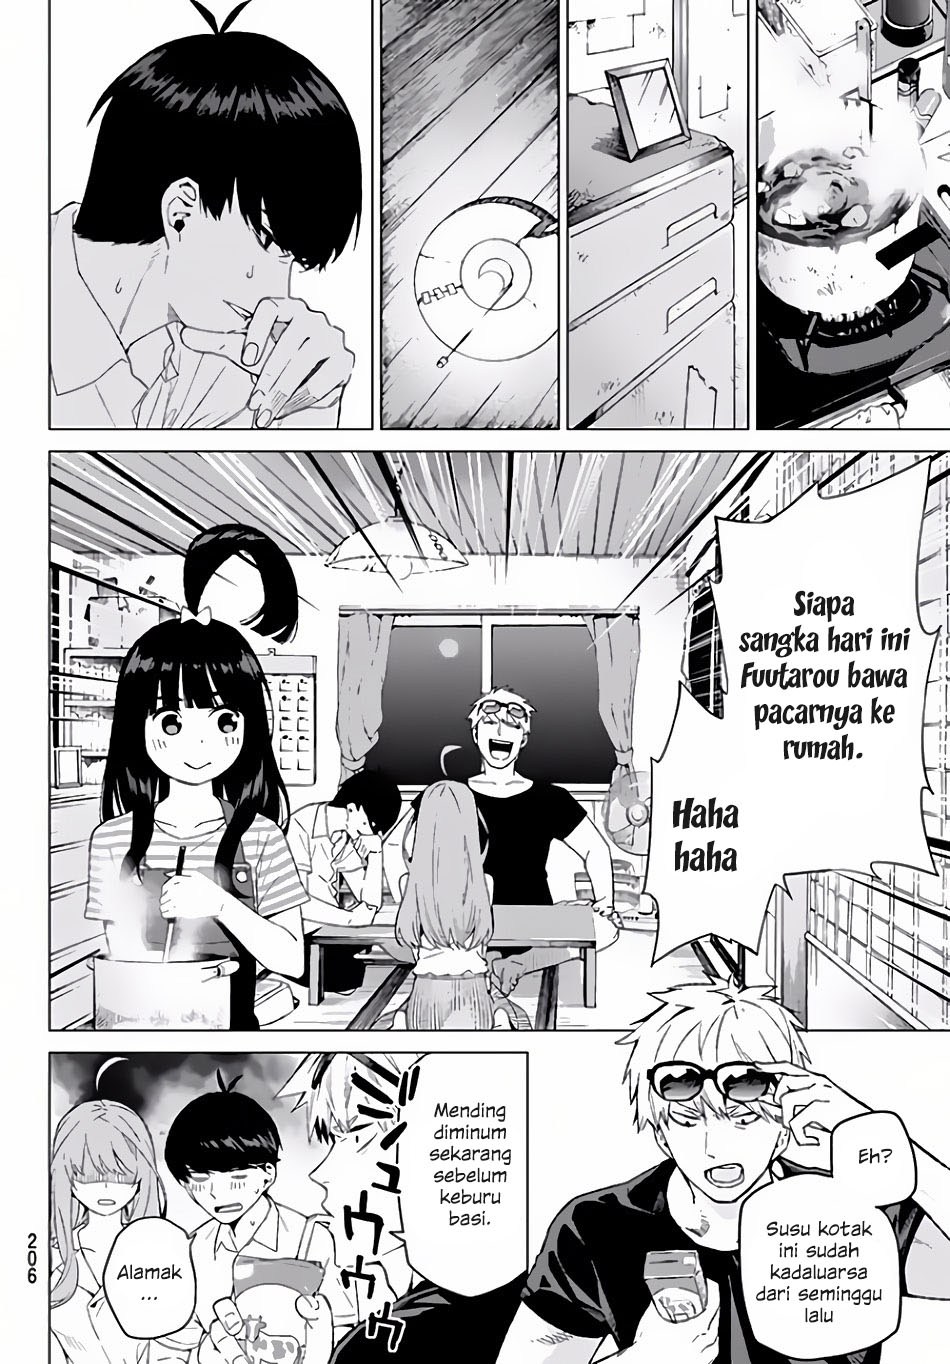 Siapa
sangka hari ini
Fuutarou bawa
pacarnya ke
rumah.
Haha
haha
Eh?
Susu kotak
ini sudah
kadaluarsa
dari seminggu
lalu
Mending
diminum
sekarang
sebelum
keburu
basi.
Alamak
...
206